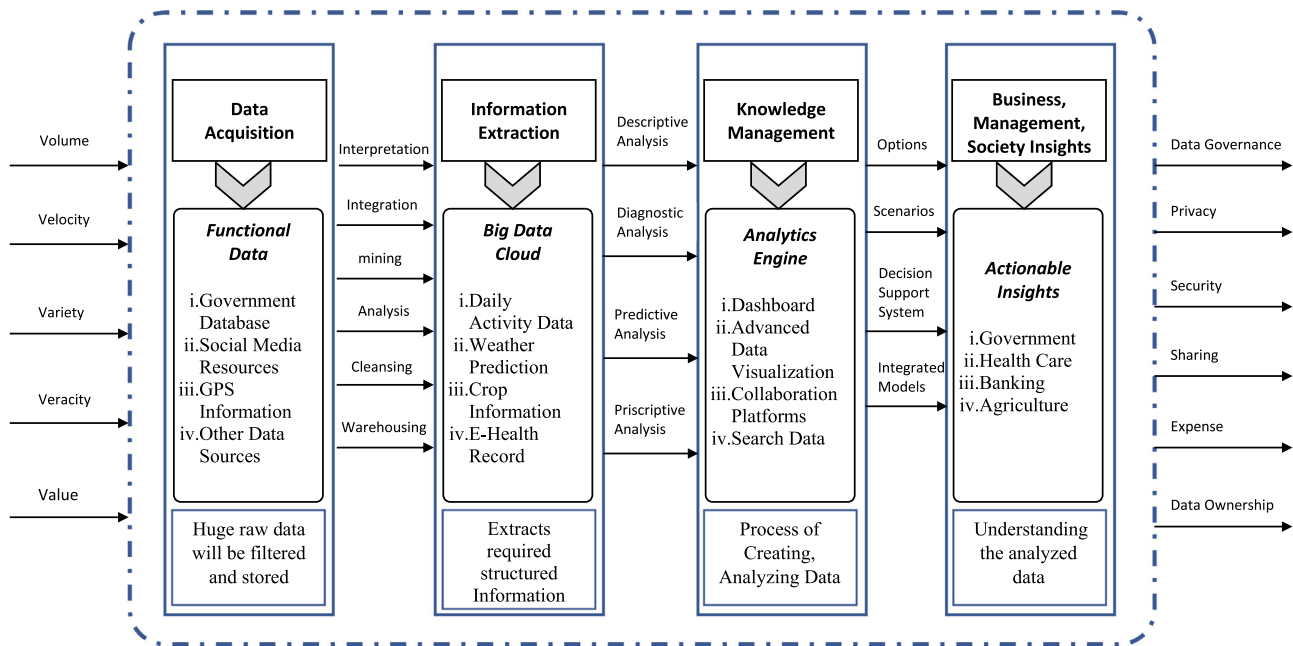 Volume
Velocity
Variety
Veracity
Value
Data
Acquisition
Functional
Data
i.Government
Database
ii.Social Media
Resources
iii.GPS
Information
iv.Other Data
Sources
Huge raw data
will be filtered
and stored
Interpretation
Integration
mining
Analysis
Cleansing
Warehousing
Information
Extraction
Big Data
Cloud
i.Daily
Activity Data
ii.Weather
Prediction
iii.Crop
Information
iv.E-Health
Record
Extracts
required
structured
Information
Descriptive
Analysis
Diagnostic
Analysis
Predictive
Analysis
Priscriptive
Analysis
Knowledge
Management
Analytics
Engine
i.Dashboard
ii.Advanced
Data
Visualization
iii.Collaboration
Platforms
iv.Search Data
Process of
Creating,
Analyzing Data
Options
Scenarios
Decision
Support
System
Integrated
Models
Business,
Management,
Society Insights
Actionable
Insights
i.Government
ii.Health Care
iii.Banking
iv.Agriculture
Understanding
the analyzed
data
Data Governance
Privacy
Security
Sharing
Expense
Data Ownership